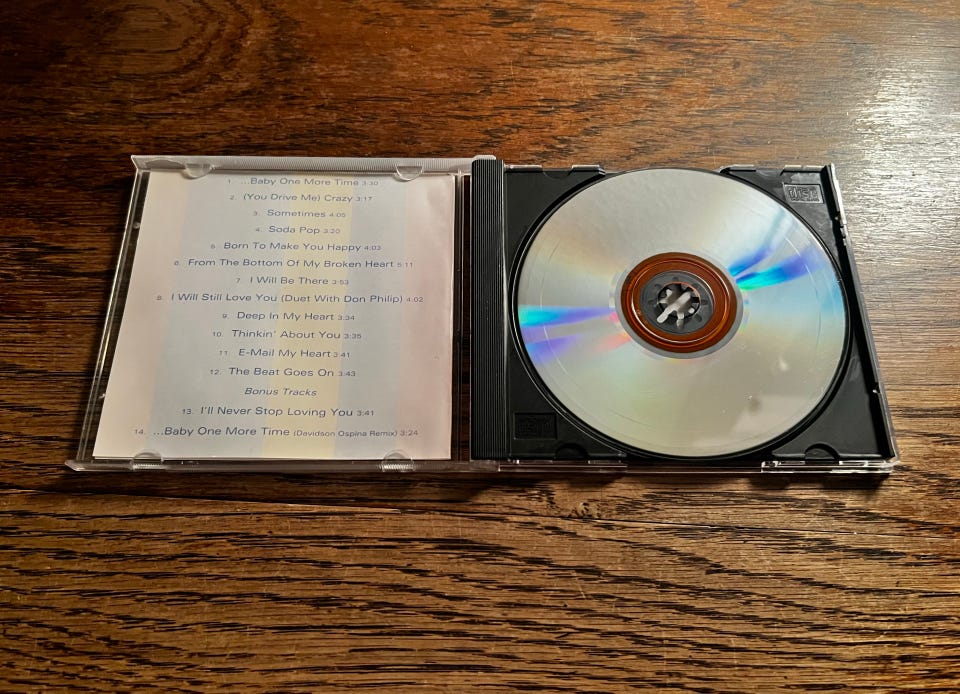 1. ...Baby One More Time 3:30
2. (You Drive Me) Crazy 3:17
3. Sometimes 4:05
4. Soda Pop 3:20
5. Born To Make You Happy 4:03
6. From The Bottom Of My Broken Heart 5:11
7. I Will Be There 3:53
8. I Will Still Love You (Duet With Don Philip) 4:02
9. Deep In My Heart 3:34
10. Thinkin' About You 3:35
11. E-Mail My Heart 3:41
12. The Beat Goes On 3:43
Bonus Tracks
13. I'll Never Stop Loving You 3:41
14. ...Baby One More Time (Davidson Ospina Remix) 3:24
disc